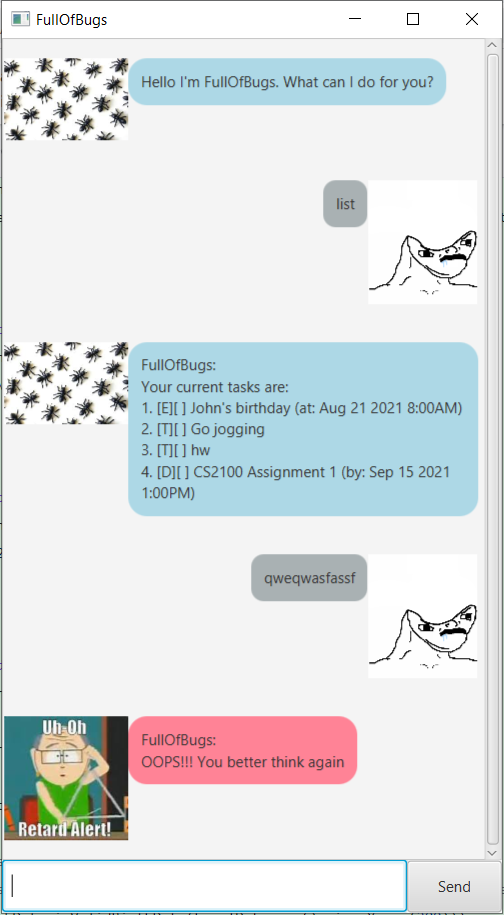 FullOfBugs
Hello I'm FullOfBugs. What can I do for you?
list
FullOfBugs:
Your current tasks are:
1. [E][ ] John's birthday (at: Aug 21 2021 8:00AM)
2. [T][ ] Go jogging
3. [T][ ] hw
4. [D][ ] CS2100 Assignment 1 (by: Sep 15 2021
1:00PM)
qweqwasfassf
Uh-Oh
Retard Alert!
FullOfBugs:
OOPS!!! You better think again
Send